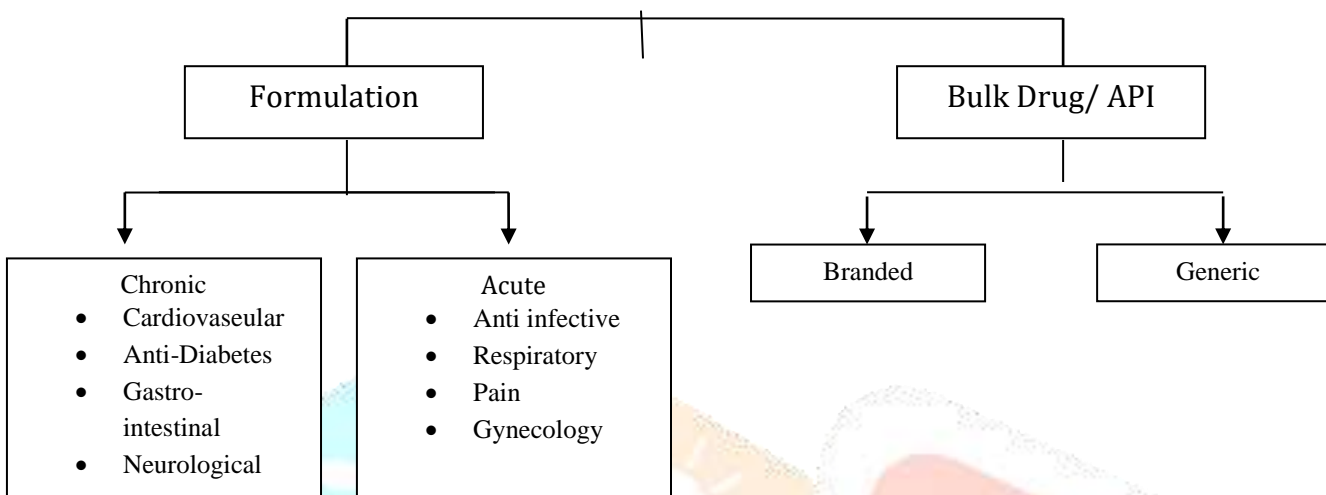 Formulation
Bulk Drug/ API
Chronic
• Cardiovaseular
• Anti-Diabetes
• Gastro-
intestinal
• Neurological
Acute
• Anti infective
• Respiratory
• Pain
• Gynecology
Branded
Generic